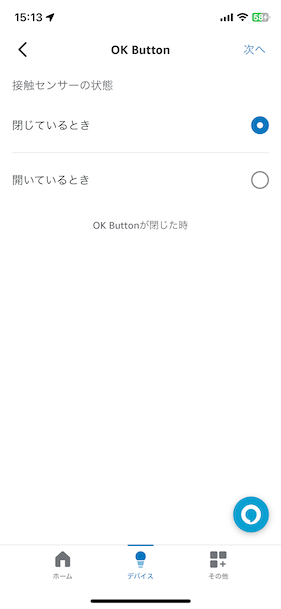 15:13
58
OK Button
次へ
接触センサーの状態
閉じているとき
開いているとき
OK Buttonが閉じた時
ホーム
デバイス
その他